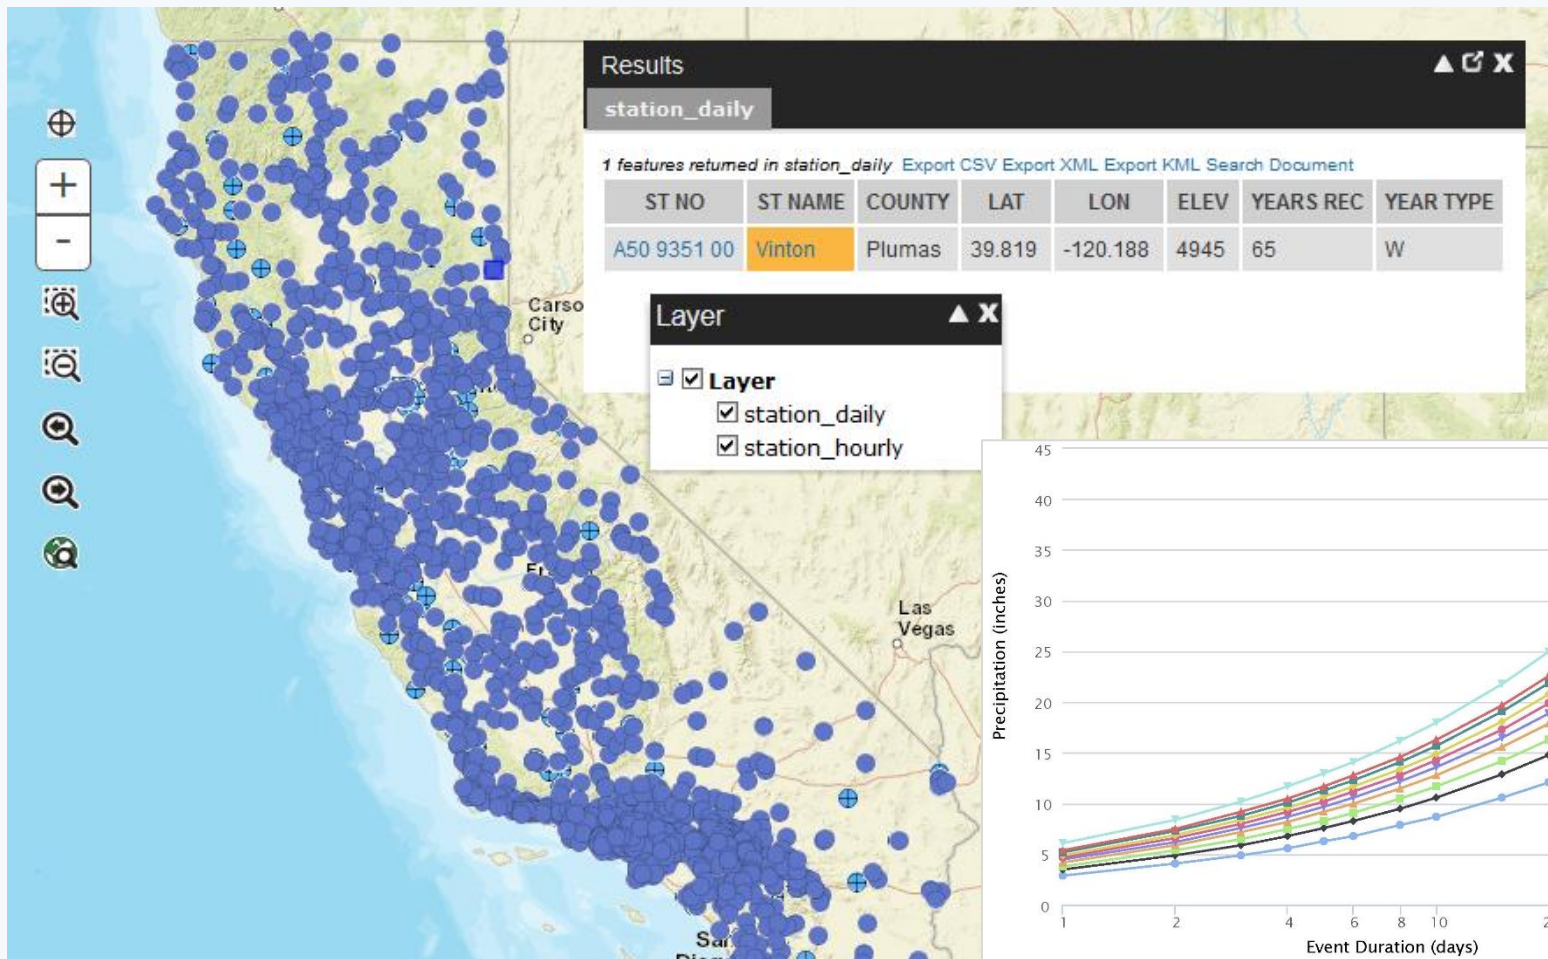 Results
station_daily
1 features returned in station_daily Export CSV Export XML Export KML Search Document
ST NO ST NAME COUNTY LAT LON ELEV YEARS REC YEAR TYPE
A50 9351 00 Vinton Plumas 39.819 -120.188 4945 65 W
+
-
Carso
City
Layer
Layer
station_daily
station_hourly
Las
Vegas
San
45
40
35
30
25
20
15
10
5
0
Precipitation (inches)
1 2 4 6 8 10 2
Event Duration (days)